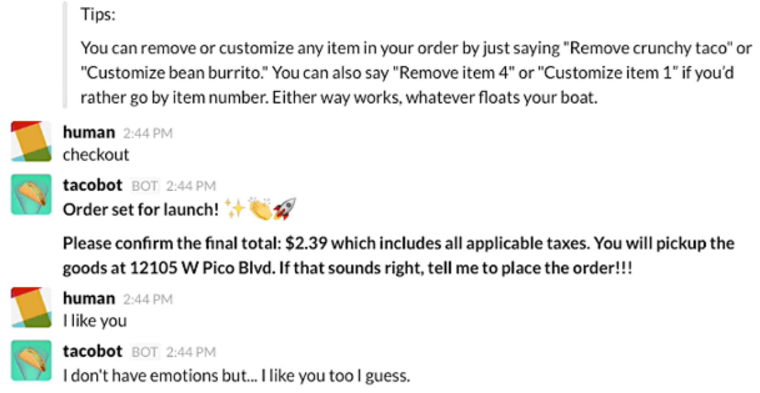 Tips:
You can remove or customize any item in your order by just saying "Remove crunchy taco" or
"Customize bean burrito." You can also say "Remove item 4" or "Customize item 1" if you'd
rather go by item number. Either way works, whatever floats your boat.
human 2:44 PM
checkout
tacobot BOT 2:44 PM
Order set for launch! ✨👏🚀
Please confirm the final total: $2.39 which includes all applicable taxes. You will pickup the
goods at 12105 W Pico Blvd. If that sounds right, tell me to place the order!!!
human 2:44 PM
I like you
tacobot BOT 2:44 PM
I don't have emotions but... I like you too I guess.